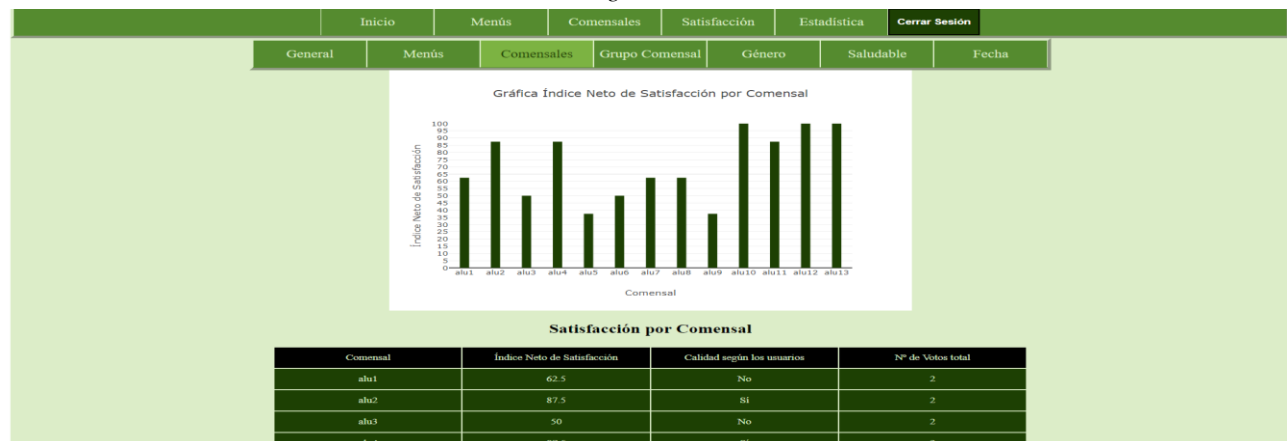 Inicio Menús Comensales Satisfacción Estadística Cerrar Sesión
General Menús Comensales Grupo Comensal Género Saludable Fecha
Gráfica Índice Neto de Satisfacción por Comensal
Índice Neto de Satisfacción
100
95
90
85
80
75
70
65
60
55
50
45
40
35
30
25
20
15
10
5
0
alu1 alu2 alu3 alu4 alu5 alu6 alu7 alu8 alu9 alu10 alu11 alu12 alu13
Comensal
Satisfacción por Comensal
Comensal Índice Neto de Satisfacción Calidad según los usuarios Nº de Votos total
alu1 62.5 No 2
alu2 87.5 Sí 2
alu3 50 No 2